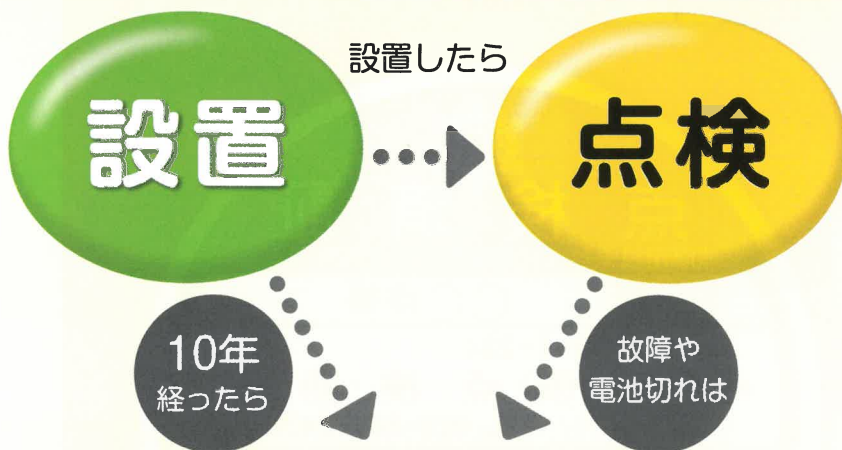 設置したら
設置
点検
10年
経ったら
故障や
電池切れは